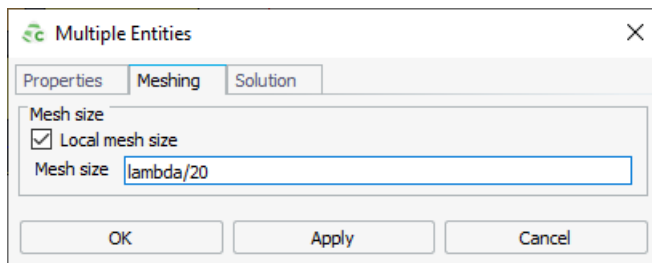 Multiple Entities
Properties Meshing Solution
Mesh size
Local mesh size
Mesh size lambda/20
OK Apply Cancel